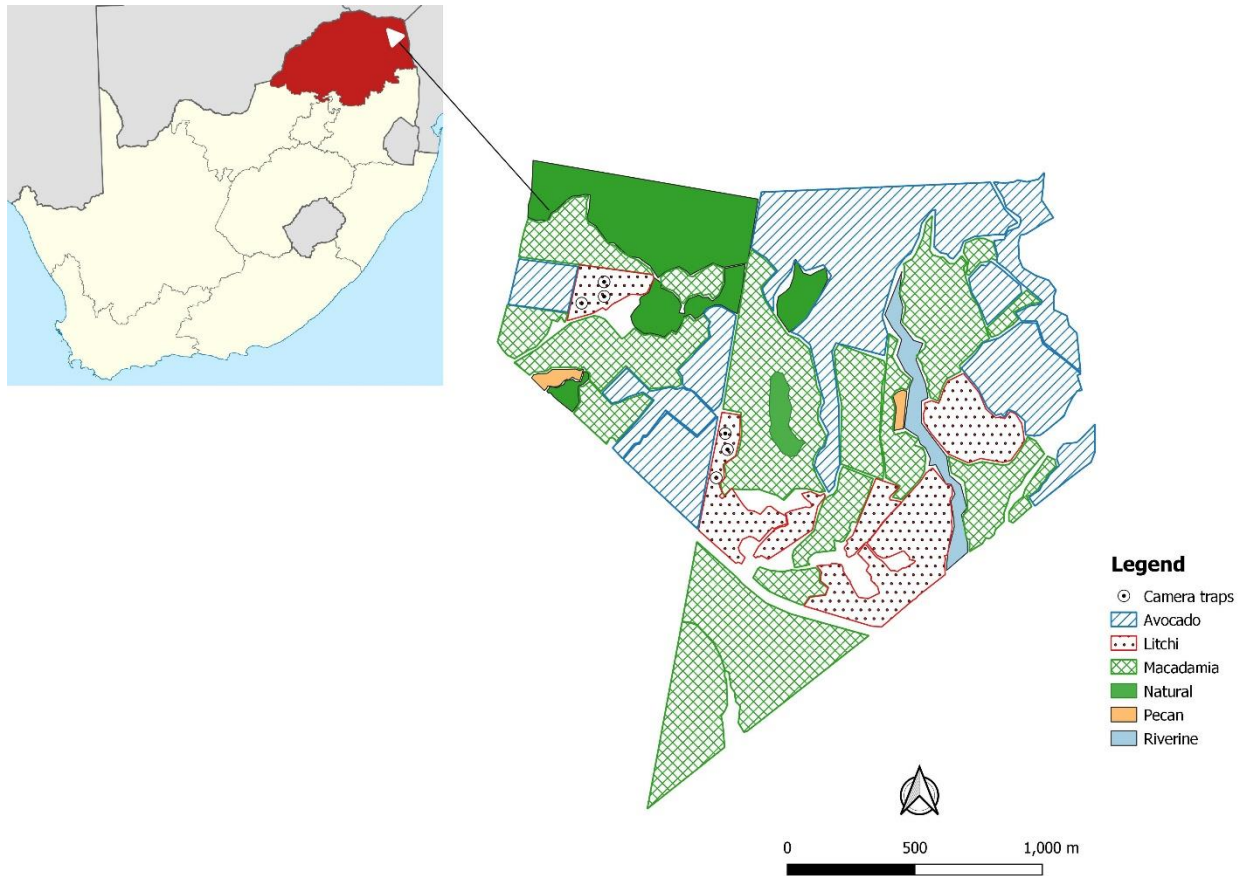 Legend
Camera traps
Avocado
Litchi
Macadamia
Natural
Pecan
Riverine
0 500 1,000 m